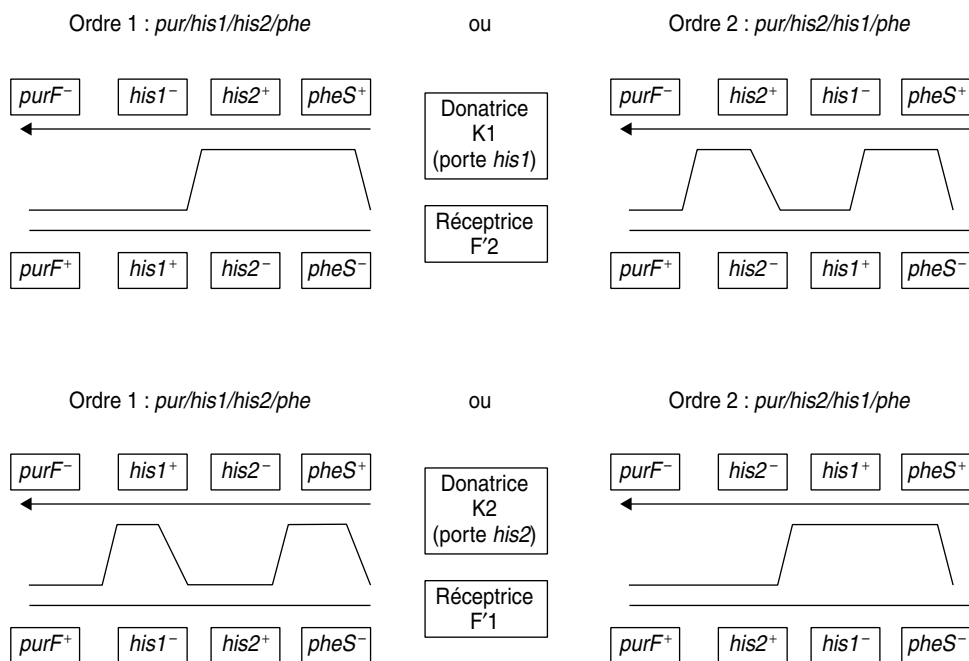 Ordre 1 : pur/his1/his2/phe ou Ordre 2 : pur/his2/his1/phe
purF⁻ his1⁻ his2⁺ pheS⁺
Donatrice
K1
(porte his1)
purF⁻ his2⁺ his1⁻ pheS⁺
Réceptrice
F′2
purF⁺ his1⁺ his2⁻ pheS⁻
purF⁺ his2⁻ his1⁺ pheS⁻
Ordre 1 : pur/his1/his2/phe ou Ordre 2 : pur/his2/his1/phe
purF⁻ his1⁺ his2⁻ pheS⁺
Donatrice
K2
(porte his2)
purF⁻ his2⁻ his1⁺ pheS⁺
Réceptrice
F′1
purF⁺ his1⁻ his2⁺ pheS⁻
purF⁺ his2⁺ his1⁻ pheS⁻